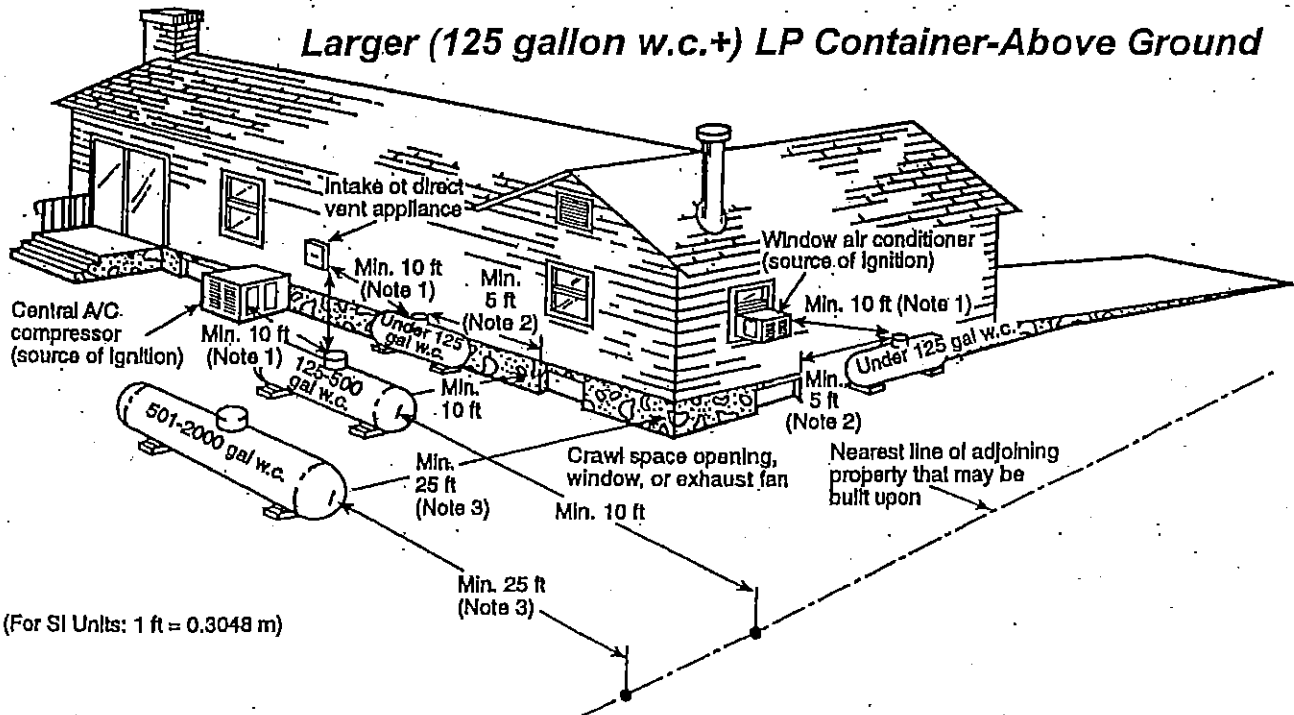 Larger (125 gallon w.c.+) LP Container-Above Ground
Intake ot direct
vent appliance
Window air conditioner
(source of ignition)
Min. 10 ft
(Note 1)
Min.
5 ft
(Note 2)
Min. 10 ft (Note 1)
Central A/C
compressor
(source of ignition)
Min. 10 ft
(Note 1)
Under 125
gal w.c.
Under 125 gal w.c.
125-500
gal w.c.
Min.
10 ft
Min.
5 ft
(Note 2)
501-2000 gal w.c.
Min.
25 ft
(Note 3)
Crawl space opening,
window, or exhaust fan
Nearest line of adjoining
property that may be
built upon
Min. 10 ft
Min. 25 ft
(Note 3)
(For SI Units: 1 ft = 0.3048 m)